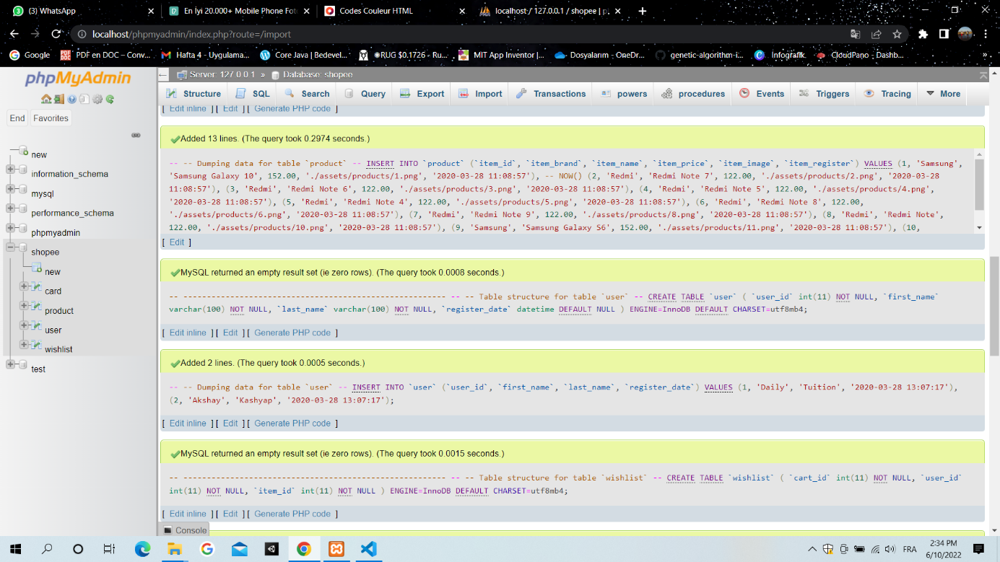 (3) WhatsApp
En İyi 20.000+ Mobile Phone Fot
Codes Couleur HTML
localhost / 127.0.0.1 / shopee | p
localhost/phpmyadmin/index.php?route=/import
Google
PDF en DOC – Conv...
Hafta 4 - Uygulama...
Core Java | Bedevel...
✺RUG $0.1726 - Ru...
MIT App Inventor |...
Dosyalarım - OneDr...
genetic-algorithm-i...
İnfografik.
CloudPano - Dashb...
»
phpMyAdmin
End
Favorites
new
information_schema
mysql
performance_schema
phpmyadmin
shopee
new
card
product
user
wishlist
test
Server: 127.0.0.1 » Database: shopee
Structure
SQL
Search
Query
Export
Import
Transactions
powers
procedures
Events
Triggers
Tracing
More
[ Edit inline ] [ Edit ] [ Generate PHP code ]
Added 13 lines. (The query took 0.2974 seconds.)
-- -- Dumping data for table `product` -- INSERT INTO `product` (`item_id`, `item_brand`, `item_name`, `item_price`, `item_image`, `item_register`) VALUES (1, 'Samsung',
'Samsung Galaxy 10', 152.00, './assets/products/1.png', '2020-03-28 11:08:57'), -- NOW() (2, 'Redmi', 'Redmi Note 7', 122.00, './assets/products/2.png', '2020-03-28
11:08:57'), (3, 'Redmi', 'Redmi Note 6', 122.00, './assets/products/3.png', '2020-03-28 11:08:57'), (4, 'Redmi', 'Redmi Note 5', 122.00, './assets/products/4.png',
'2020-03-28 11:08:57'), (5, 'Redmi', 'Redmi Note 4', 122.00, './assets/products/5.png', '2020-03-28 11:08:57'), (6, 'Redmi', 'Redmi Note 8', 122.00,
'./assets/products/6.png', '2020-03-28 11:08:57'), (7, 'Redmi', 'Redmi Note 9', 122.00, './assets/products/8.png', '2020-03-28 11:08:57'), (8, 'Redmi', 'Redmi Note',
122.00, './assets/products/10.png', '2020-03-28 11:08:57'), (9, 'Samsung', 'Samsung Galaxy S6', 152.00, './assets/products/11.png', '2020-03-28 11:08:57'), (10,
[ Edit ]
MySQL returned an empty result set (ie zero rows). (The query took 0.0008 seconds.)
-- -------------------------------------------------------- -- -- Table structure for table `user` -- CREATE TABLE `user` ( `user_id` int(11) NOT NULL, `first_name`
varchar(100) NOT NULL, `last_name` varchar(100) NOT NULL, `register_date` datetime DEFAULT NULL ) ENGINE=InnoDB DEFAULT CHARSET=utf8mb4;
[ Edit inline ] [ Edit ] [ Generate PHP code ]
Added 2 lines. (The query took 0.0005 seconds.)
-- -- Dumping data for table `user` -- INSERT INTO `user` (`user_id`, `first_name`, `last_name`, `register_date`) VALUES (1, 'Daily', 'Tuition', '2020-03-28 13:07:17'),
(2, 'Akshay', 'Kashyap', '2020-03-28 13:07:17');
[ Edit inline ] [ Edit ] [ Generate PHP code ]
MySQL returned an empty result set (ie zero rows). (The query took 0.0015 seconds.)
-- -------------------------------------------------------- -- -- Table structure for table `wishlist` -- CREATE TABLE `wishlist` ( `cart_id` int(11) NOT NULL, `user_id`
int(11) NOT NULL, `item_id` int(11) NOT NULL ) ENGINE=InnoDB DEFAULT CHARSET=utf8mb4;
[ Edit inline ] [ Edit ] [ Generate PHP code ]
Console
FRA
2:34 PM
6/10/2022